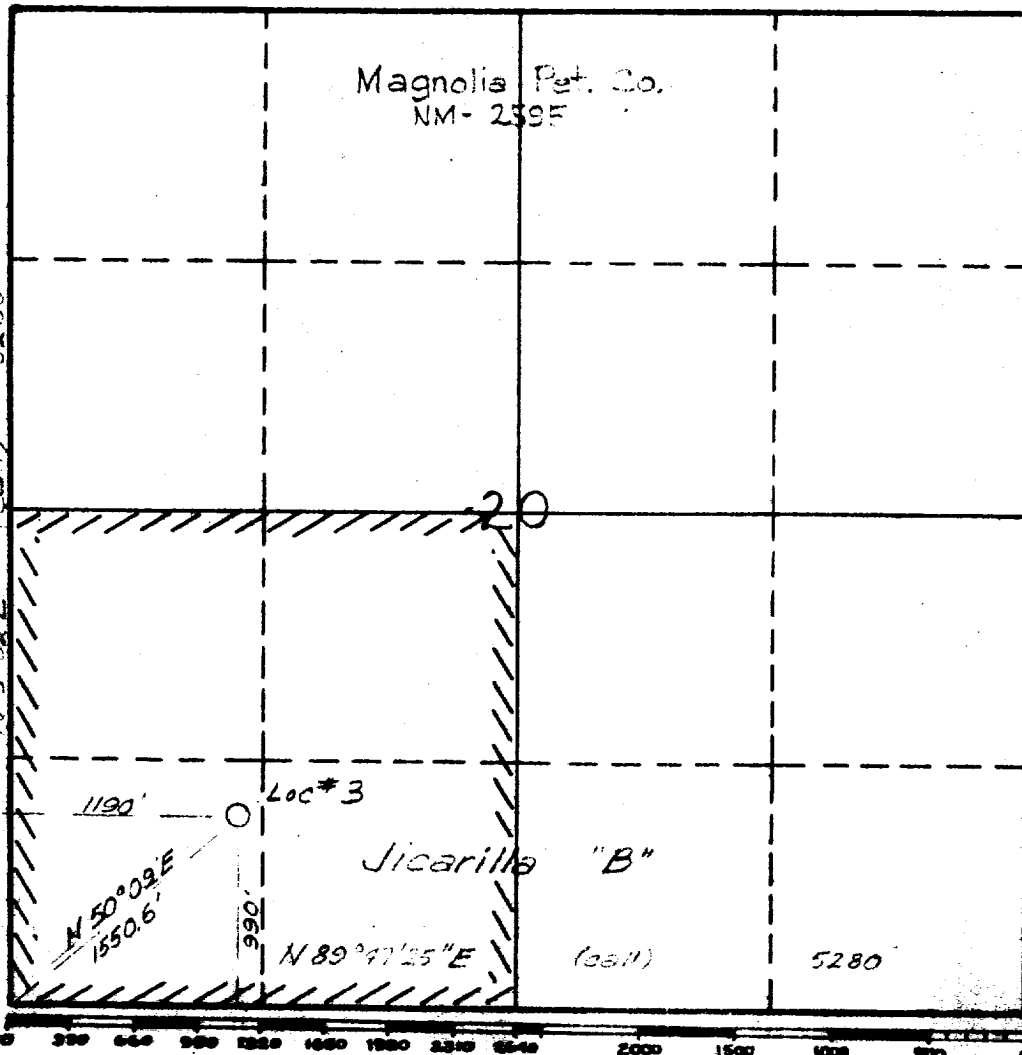 Magnolia Pet. Co.
NM-
20
1190'
Loc # 3
Jicarilla "B"
N 50°09'E
1550.6'
990'
N 89°47'25"E (call) 5280
0 330 660 990 1320 1650 1980 2310 2640 2000 1500 1000